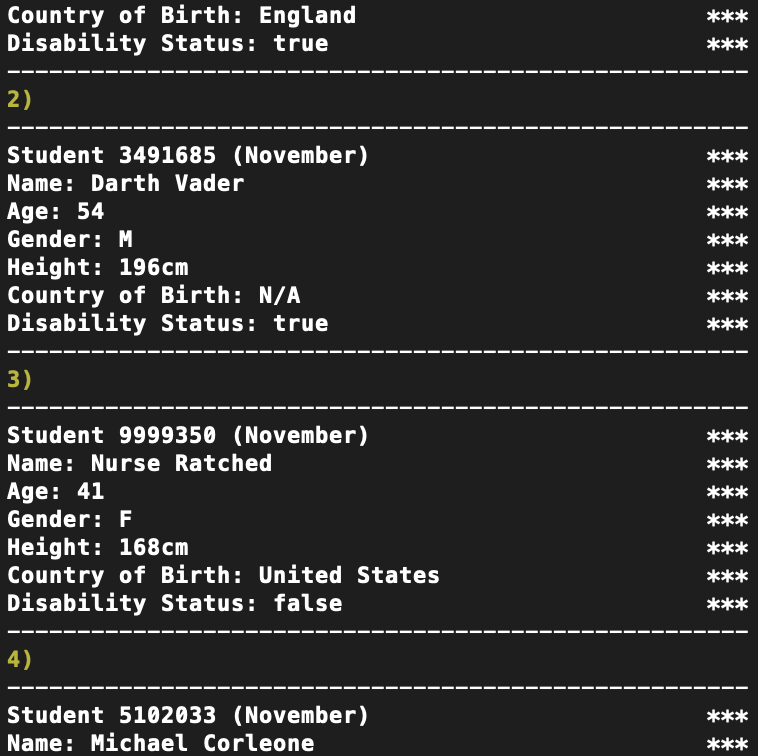 Country of Birth: England ***
Disability Status: true ***
-----------------------------------------------------
2)
-----------------------------------------------------
Student 3491685 (November) ***
Name: Darth Vader ***
Age: 54 ***
Gender: M ***
Height: 196cm ***
Country of Birth: N/A ***
Disability Status: true ***
-----------------------------------------------------
3)
-----------------------------------------------------
Student 9999350 (November) ***
Name: Nurse Ratched ***
Age: 41 ***
Gender: F ***
Height: 168cm ***
Country of Birth: United States ***
Disability Status: false ***
-----------------------------------------------------
4)
-----------------------------------------------------
Student 5102033 (November) ***
Name: Michael Corleone ***